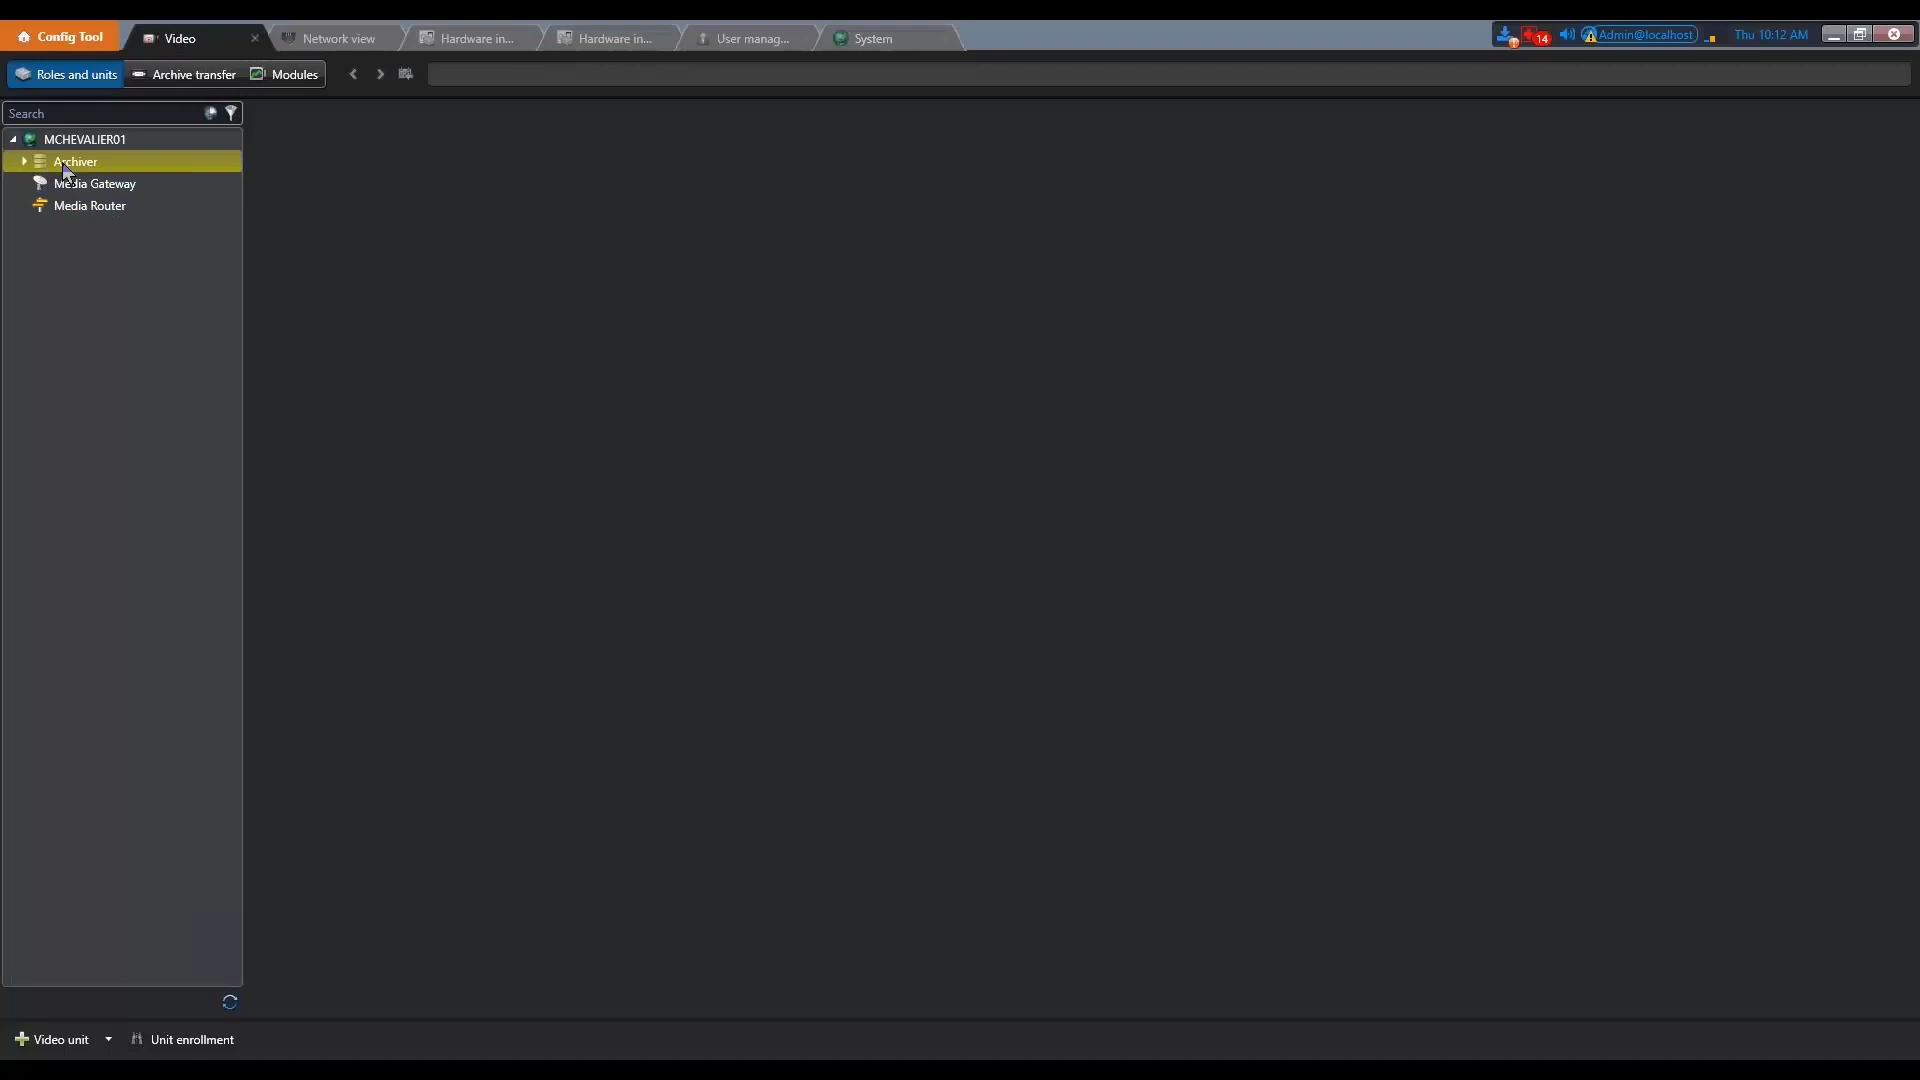 Config Tool
Video
Network view
Hardware in...
Hardware in...
User manag...
System
14
Admin@localhost
Thu 10:12 AM
Roles and units
Archive transfer
Modules
Search
MCHEVALIER01
Archiver
Media Gateway
Media Router
Video unit
Unit enrollment